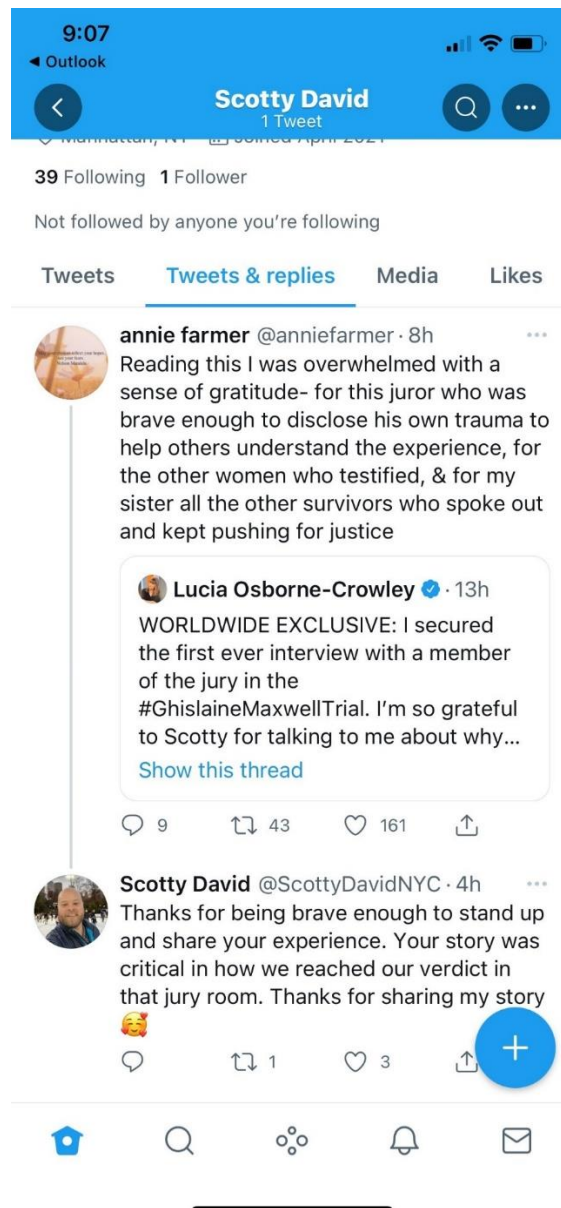 9:07
◀ Outlook
Scotty David
1 Tweet
Manhattan, NY Joined April 2021
39 Following 1 Follower
Not followed by anyone you're following
Tweets Tweets & replies Media Likes
annie farmer @anniefarmer · 8h
Reading this I was overwhelmed with a
sense of gratitude- for this juror who was
brave enough to disclose his own trauma to
help others understand the experience, for
the other women who testified, & for my
sister all the other survivors who spoke out
and kept pushing for justice
Lucia Osborne-Crowley · 13h
WORLDWIDE EXCLUSIVE: I secured
the first ever interview with a member
of the jury in the
#GhislaineMaxwellTrial. I'm so grateful
to Scotty for talking to me about why...
Show this thread
9 43 161
Scotty David @ScottyDavidNYC · 4h
Thanks for being brave enough to stand up
and share your experience. Your story was
critical in how we reached our verdict in
that jury room. Thanks for sharing my story
🥰
1 3